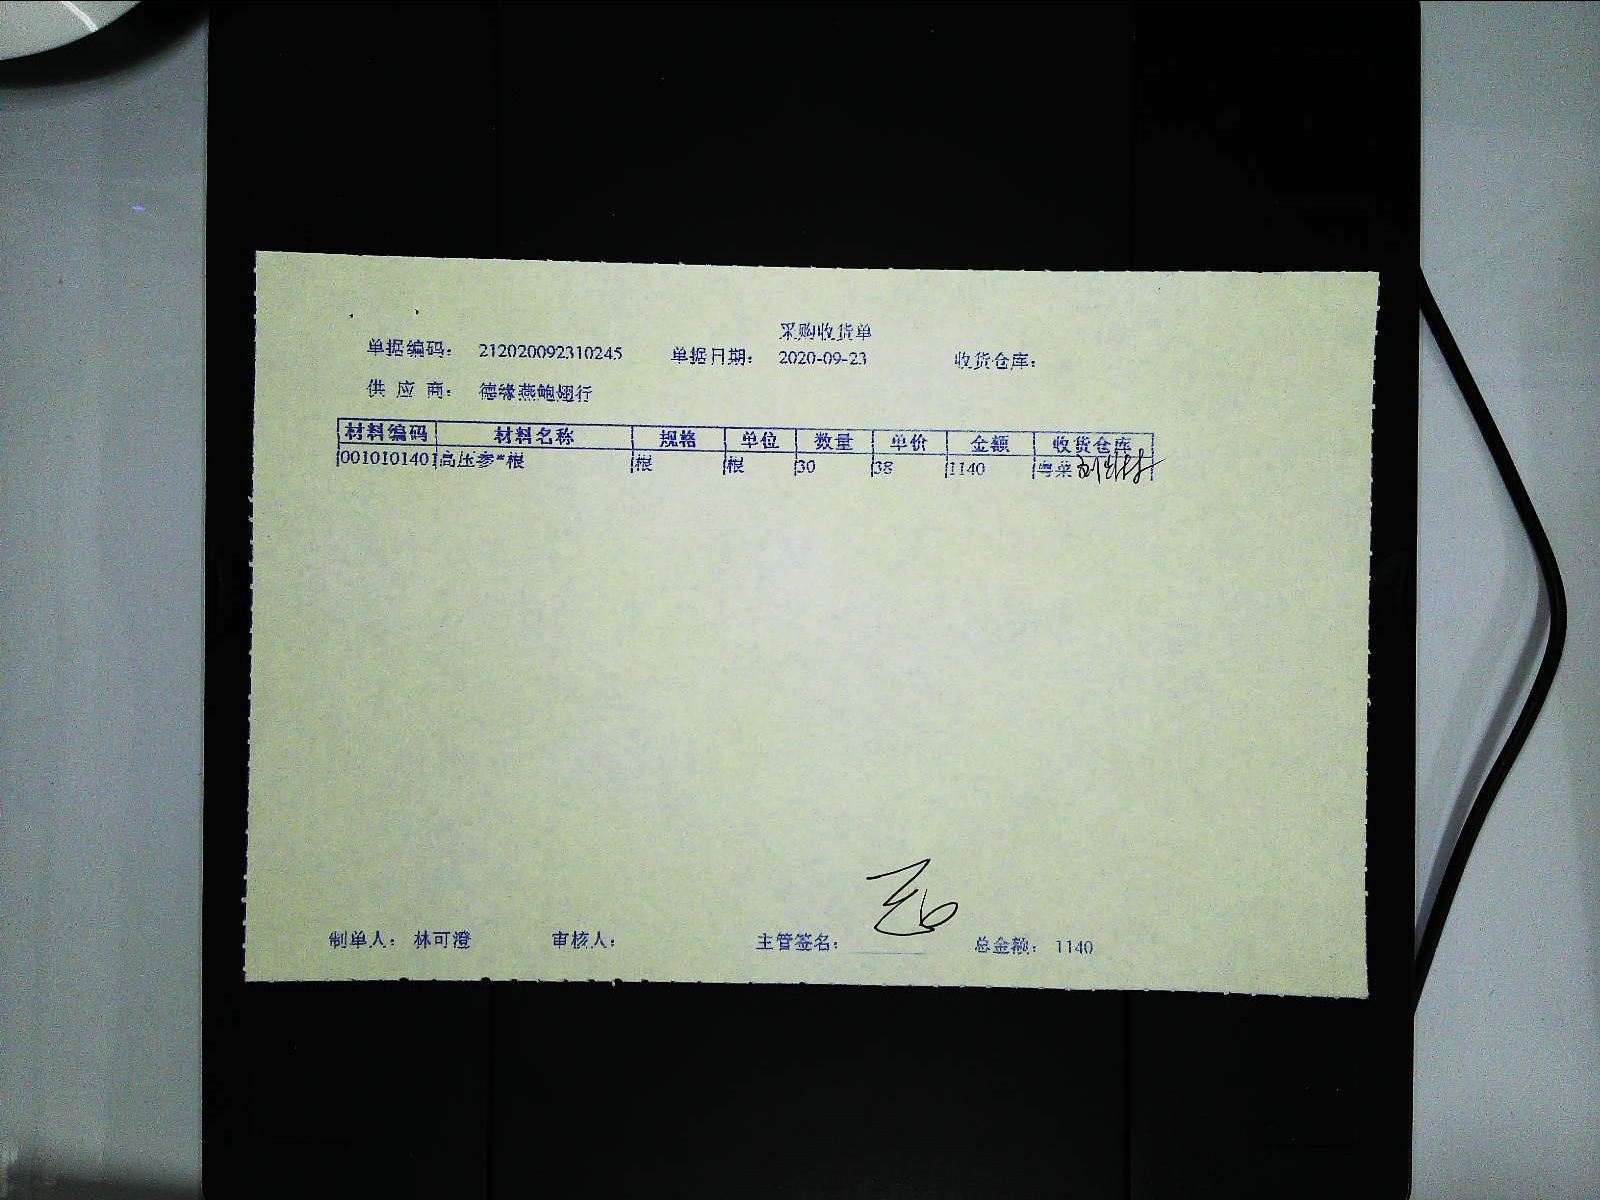 采购收货单
单据编码： 212020092310245 单据日期： 2020-09-23 收货仓库：
供 应 商： 德缘燕鲍翅行
材料编码 材料名称 规格 单位 数量 单价 金额 收货仓库
0010101401 高压参*根 根 根 30 38 1140 粤菜
制单人： 林可澄 审核人： 主管签名： 总金额： 1140